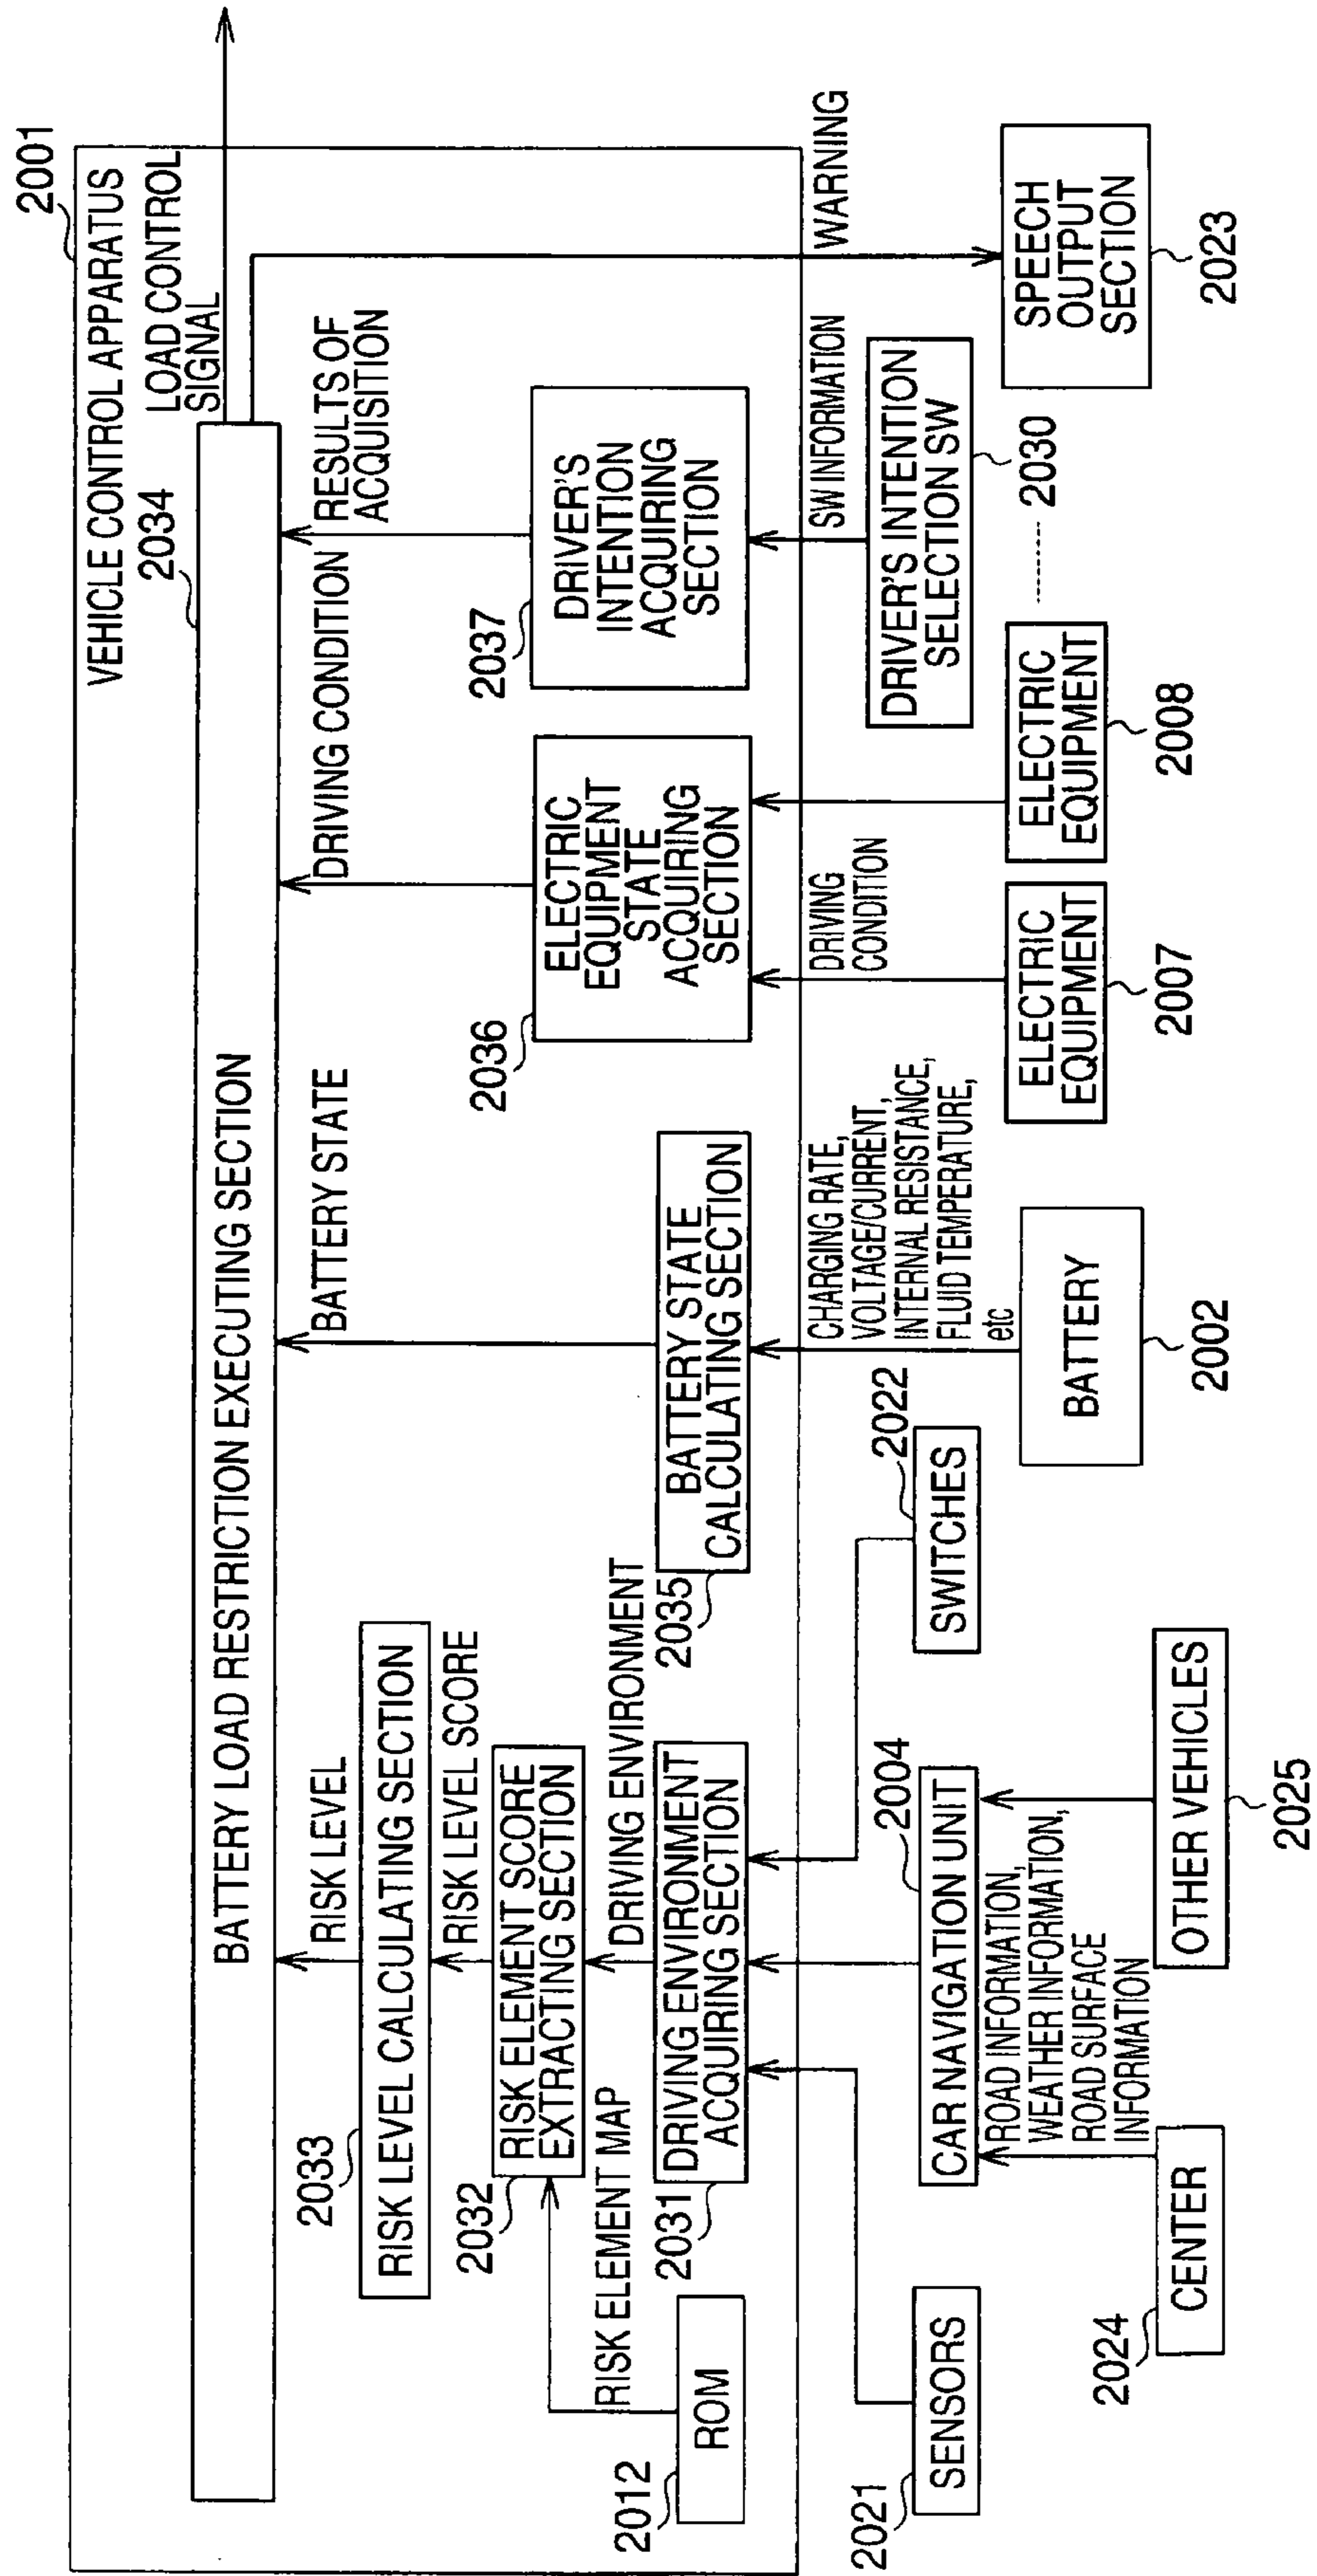 2001
VEHICLE CONTROL APPARATUS
LOAD CONTROL
SIGNAL
2034
BATTERY LOAD RESTRICTION EXECUTING SECTION
RISK LEVEL
BATTERY STATE
DRIVING CONDITION
RESULTS OF
ACQUISITION
2033
RISK LEVEL CALCULATING SECTION
RISK LEVEL SCORE
2032
RISK ELEMENT SCORE
EXTRACTING SECTION
RISK ELEMENT MAP
DRIVING ENVIRONMENT
2012
ROM
2031
DRIVING ENVIRONMENT
ACQUIRING SECTION
2035
BATTERY STATE
CALCULATING SECTION
2036
ELECTRIC
EQUIPMENT
STATE
ACQUIRING
SECTION
2037
DRIVER'S
INTENTION
ACQUIRING
SECTION
CHARGING RATE,
VOLTAGE/CURRENT,
INTERNAL RESISTANCE,
FLUID TEMPERATURE,
etc
DRIVING
CONDITION
SW INFORMATION
WARNING
2021
SENSORS
2004
CAR NAVIGATION UNIT
2022
SWITCHES
ROAD INFORMATION,
WEATHER INFORMATION,
ROAD SURFACE
INFORMATION
2024
CENTER
OTHER VEHICLES
2025
BATTERY
2002
ELECTRIC
EQUIPMENT
2007
ELECTRIC
EQUIPMENT
2008
DRIVER'S INTENTION
SELECTION SW
2030
SPEECH
OUTPUT
SECTION
2023